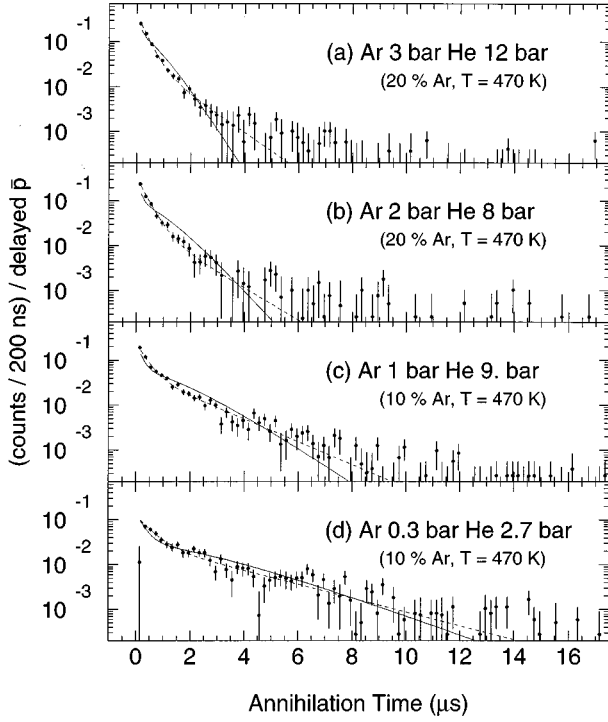 (counts / 200 ns) / delayed p̄
10⁻¹
10⁻²
10⁻³
(a) Ar 3 bar He 12 bar
(20 % Ar, T = 470 K)
10⁻¹
10⁻²
10⁻³
(b) Ar 2 bar He 8 bar
(20 % Ar, T = 470 K)
10⁻¹
10⁻²
10⁻³
(c) Ar 1 bar He 9. bar
(10 % Ar, T = 470 K)
10⁻¹
10⁻²
10⁻³
(d) Ar 0.3 bar He 2.7 bar
(10 % Ar, T = 470 K)
0 2 4 6 8 10 12 14 16
Annihilation Time (μs)